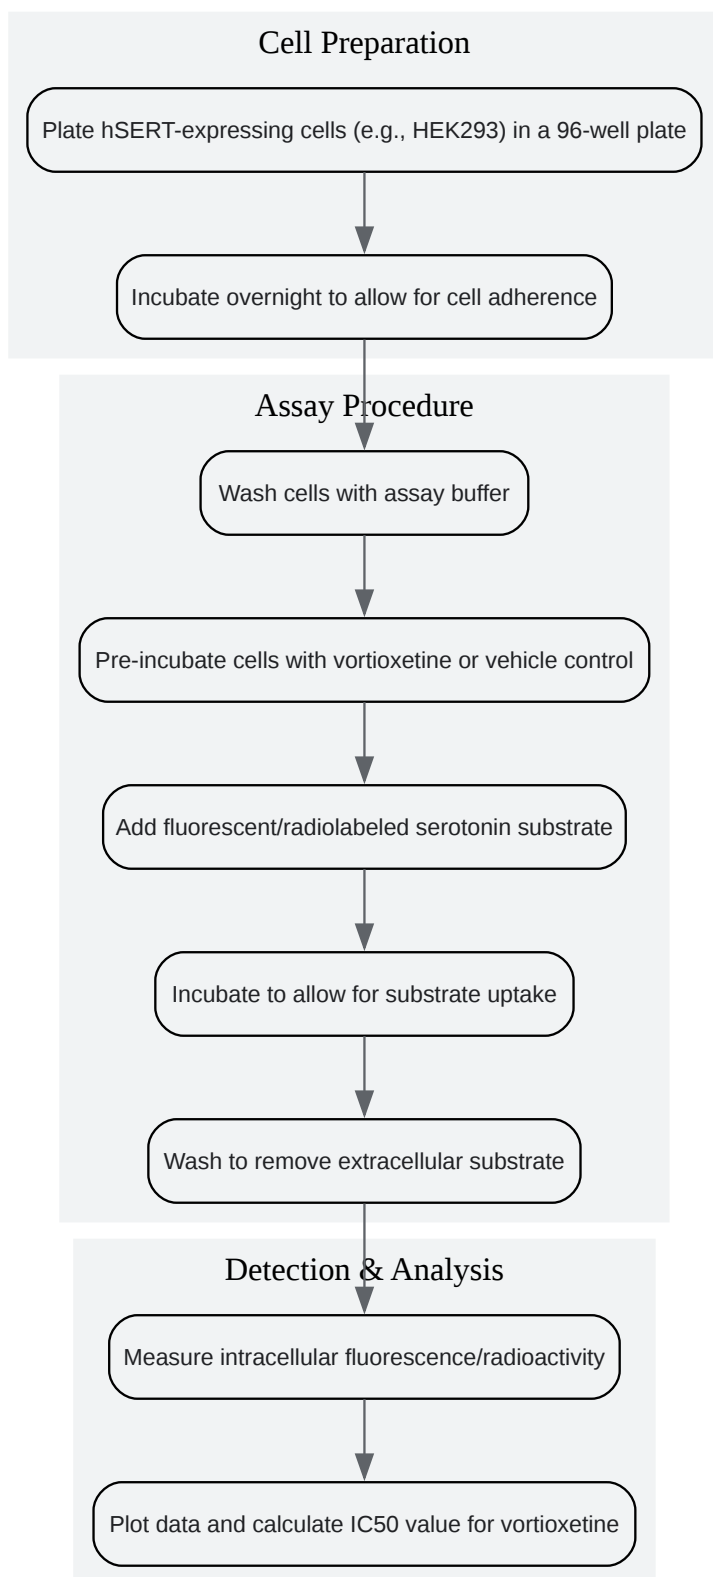 Cell Preparation
Plate hSERT-expressing cells (e.g., HEK293) in a 96-well plate
Incubate overnight to allow for cell adherence
Assay Procedure
Wash cells with assay buffer
Pre-incubate cells with vortioxetine or vehicle control
Add fluorescent/radiolabeled serotonin substrate
Incubate to allow for substrate uptake
Wash to remove extracellular substrate
Detection & Analysis
Measure intracellular fluorescence/radioactivity
Plot data and calculate IC50 value for vortioxetine